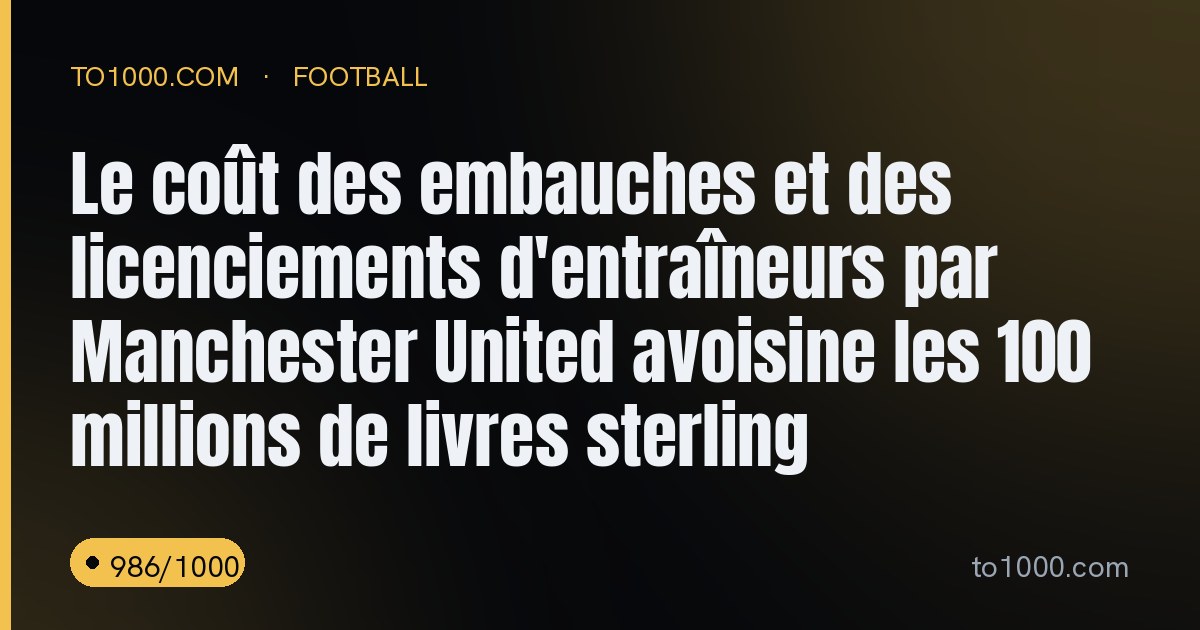 TO1000.COM · FOOTBALL
Le coût des embauches et des
licenciements d'entraîneurs par
Manchester United avoisine les 100
millions de livres sterling
986/1000
to1000.com